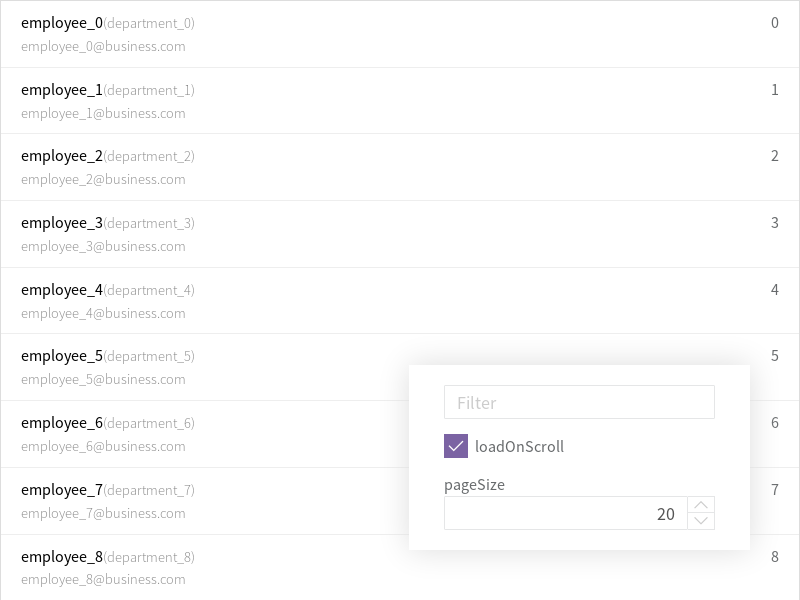 employee_0(department_0) 0
employee_0@business.com
employee_1(department_1) 1
employee_1@business.com
employee_2(department_2) 2
employee_2@business.com
employee_3(department_3) 3
employee_3@business.com
employee_4(department_4) 4
employee_4@business.com
employee_5(department_5) 5
employee_5@business.com
employee_6(department_6) 6
employee_6@business.com
employee_7(department_7) 7
employee_7@business.com
employee_8(department_8) 8
employee_8@business.com
Filter
loadOnScroll
pageSize
20